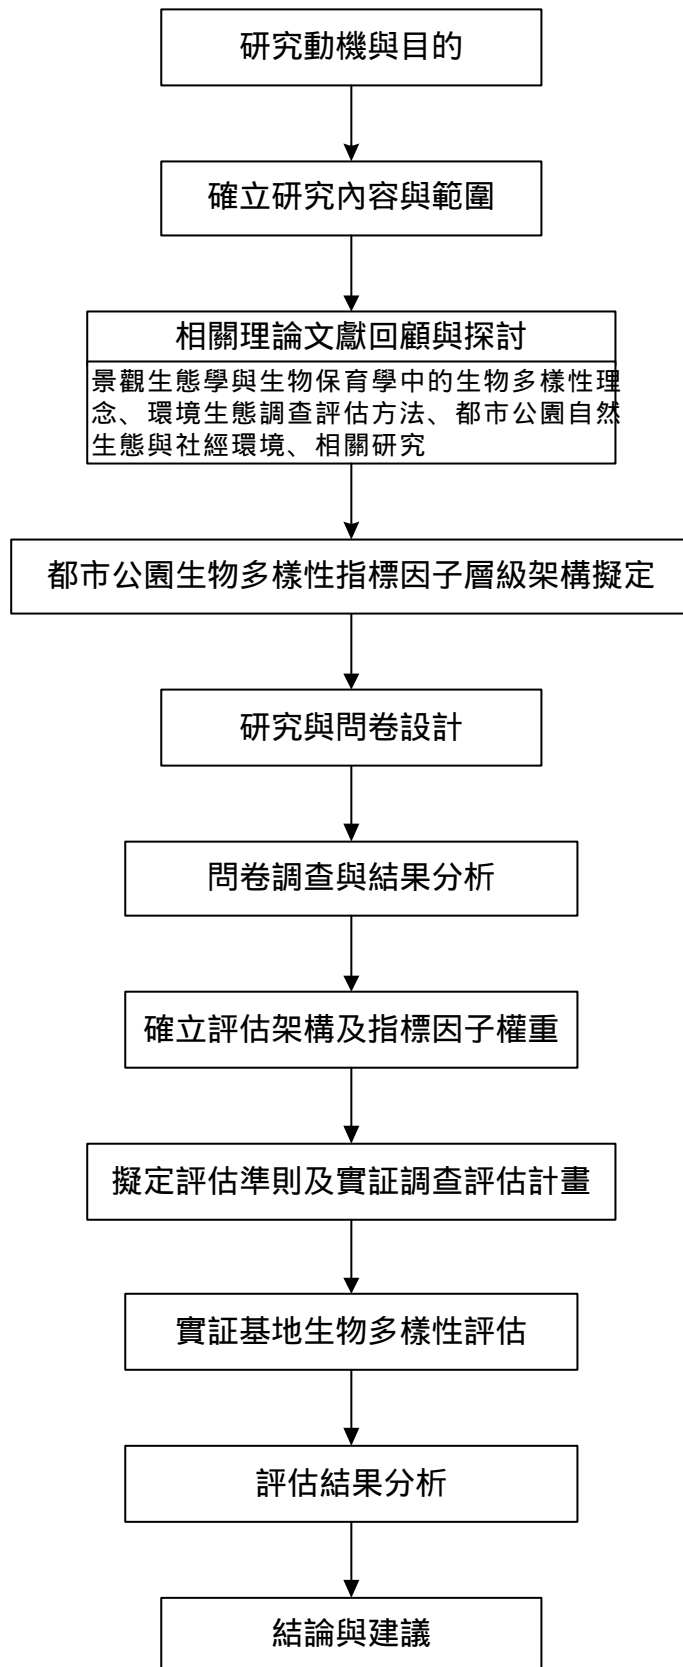 研究動機與目的
確立研究內容與範圍
相關理論文獻回顧與探討
景觀生態學與生物保育學中的生物多樣性理
念、環境生態調查評估方法、都市公園自然
生態與社經環境、相關研究
都市公園生物多樣性指標因子層級架構擬定
研究與問卷設計
問卷調查與結果分析
確立評估架構及指標因子權重
擬定評估準則及實証調查評估計畫
實証基地生物多樣性評估
評估結果分析
結論與建議